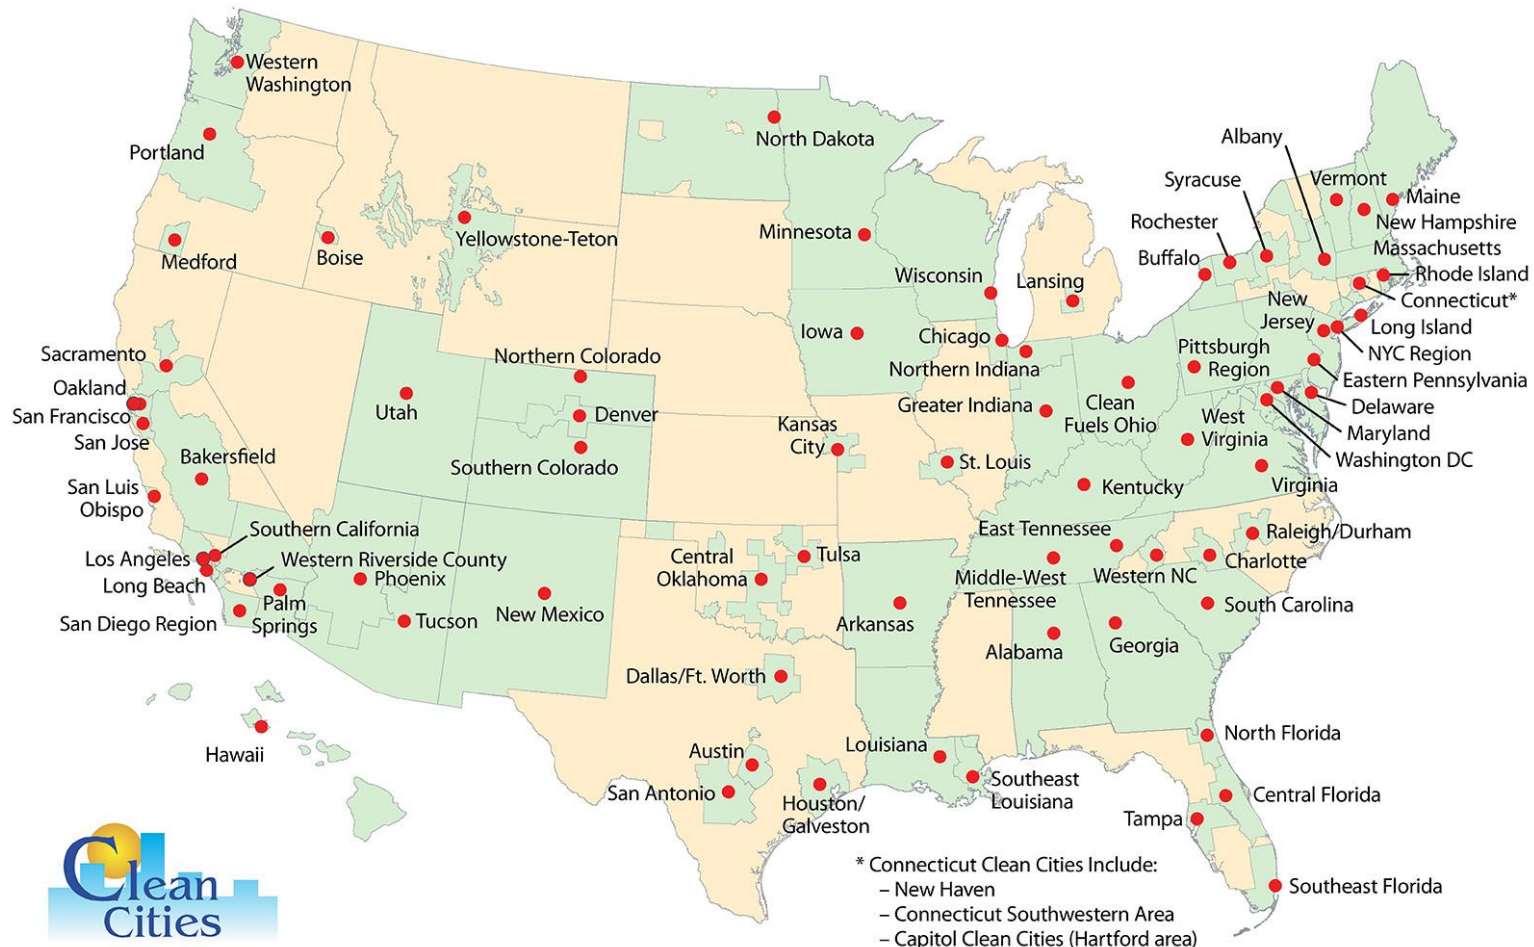 Western
Washington
Portland
Medford
Boise
Yellowstone-Teton
North Dakota
Minnesota
Wisconsin
Lansing
Iowa
Chicago
Northern Indiana
Greater Indiana
Clean
Fuels Ohio
Pittsburgh
Region
West
Virginia
Albany
Syracuse
Rochester
Buffalo
Vermont
Maine
New Hampshire
Massachusetts
Rhode Island
Connecticut*
New
Jersey
Long Island
NYC Region
Eastern Pennsylvania
Delaware
Maryland
Washington DC
Virginia
Sacramento
Oakland
San Francisco
San Jose
Bakersfield
San Luis
Obispo
Southern California
Los Angeles
Western Riverside County
Long Beach
Palm
Springs
San Diego Region
Phoenix
Tucson
Utah
Northern Colorado
Denver
Southern Colorado
New Mexico
Kansas
City
St. Louis
Kentucky
East Tennessee
Middle-West
Tennessee
Western NC
Raleigh/Durham
Charlotte
South Carolina
Central
Oklahoma
Tulsa
Arkansas
Alabama
Georgia
Dallas/Ft. Worth
Austin
San Antonio
Houston/
Galveston
Louisiana
Southeast
Louisiana
North Florida
Central Florida
Tampa
Southeast Florida
Hawaii
Clean
Cities
* Connecticut Clean Cities Include:
– New Haven
– Connecticut Southwestern Area
– Capitol Clean Cities (Hartford area)